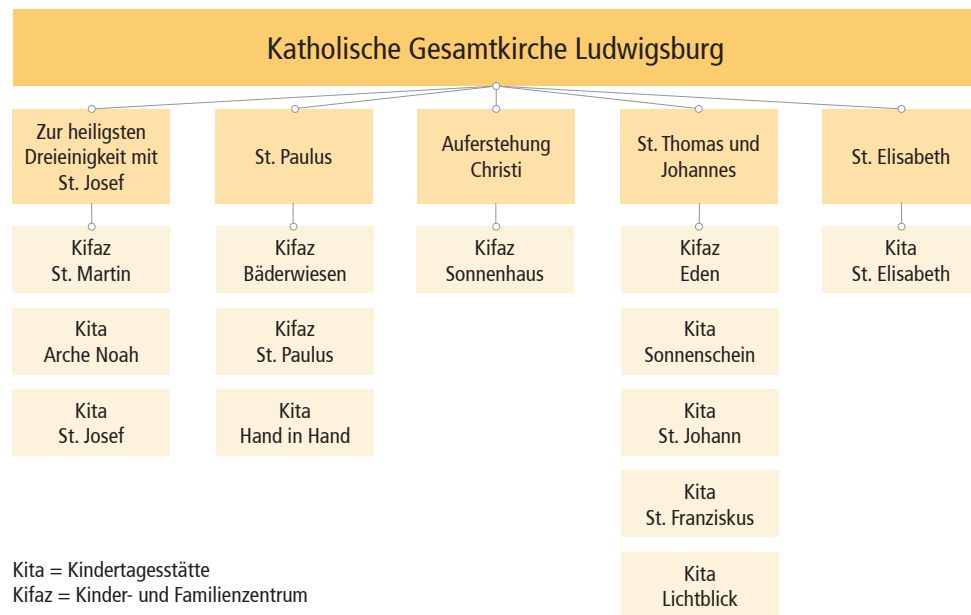 Katholische Gesamtkirche Ludwigsburg
Zur heiligsten
Dreieinigkeit mit
St. Josef
Kifaz
St. Martin
Kita
Arche Noah
Kita
St. Josef
St. Paulus
Kifaz
Bäderwiesen
Kifaz
St. Paulus
Kita
Hand in Hand
Auferstehung
Christi
Kifaz
Sonnenhaus
St. Thomas und
Johannes
Kifaz
Eden
Kita
Sonnenschein
Kita
St. Johann
Kita
St. Franziskus
Kita
Lichtblick
St. Elisabeth
Kita
St. Elisabeth
Kita = Kindertagesstätte
Kifaz = Kinder- und Familienzentrum